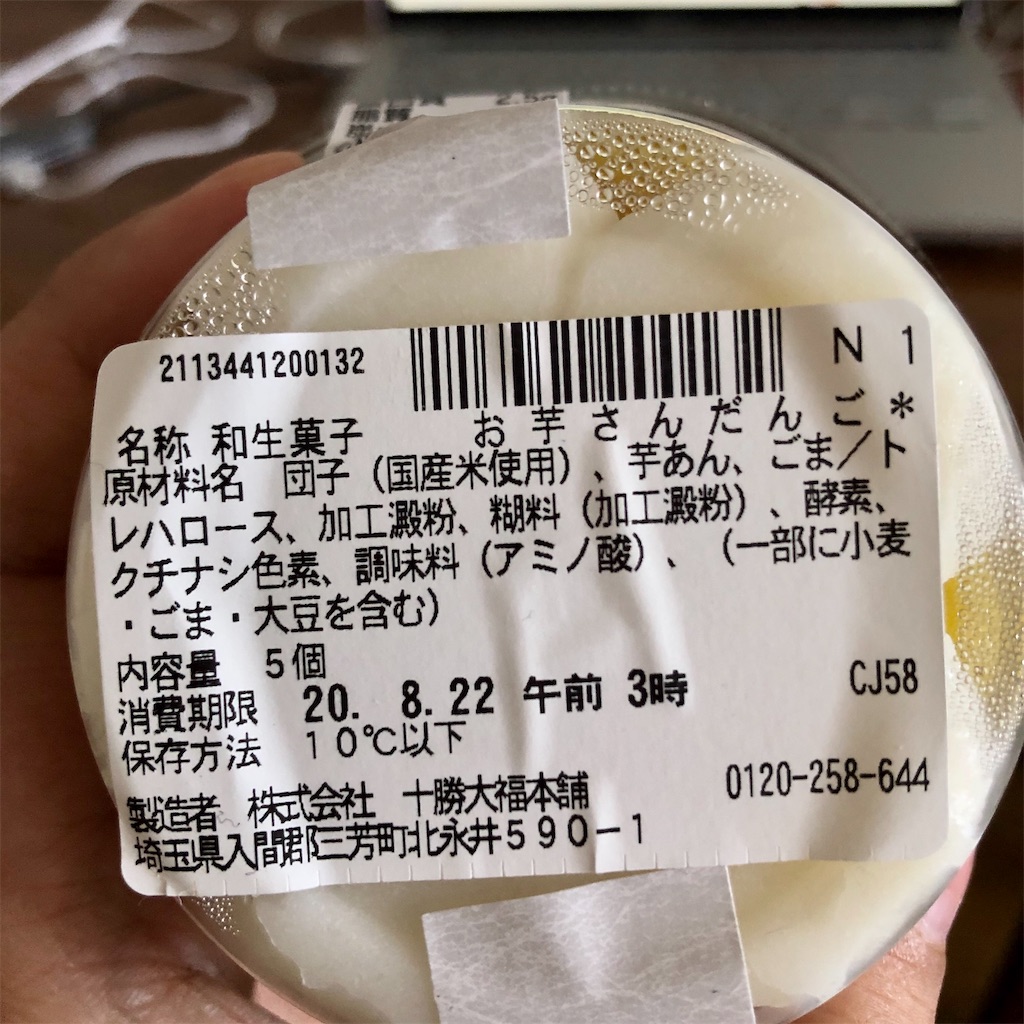 2113441200132
N 1
名称 和生菓子 お芋さんだんご*
原材料名 団子(国産米使用)、芋あん、ごま/ト
レハロース、加工澱粉、糊料(加工澱粉)、酵素、
クチナシ色素、調味料(アミノ酸)、(一部に小麦
・ごま・大豆を含む)
内容量 5個
消費期限 20. 8.22 午前 3時 CJ58
保存方法 10℃以下
0120-258-644
製造者 株式会社 十勝大福本舗
埼玉県入間郡三芳町北永井590-1